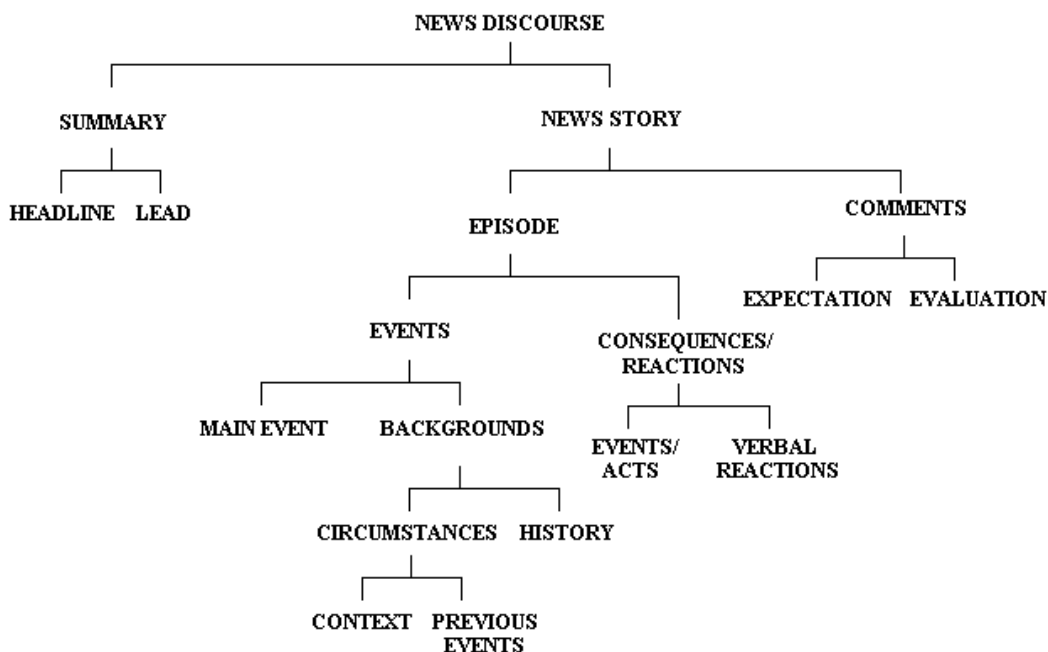 NEWS DISCOURSE
SUMMARY
NEWS STORY
HEADLINE
LEAD
EPISODE
COMMENTS
EXPECTATION
EVALUATION
EVENTS
CONSEQUENCES/
REACTIONS
MAIN EVENT
BACKGROUNDS
EVENTS/
ACTS
VERBAL
REACTIONS
CIRCUMSTANCES
HISTORY
CONTEXT
PREVIOUS
EVENTS